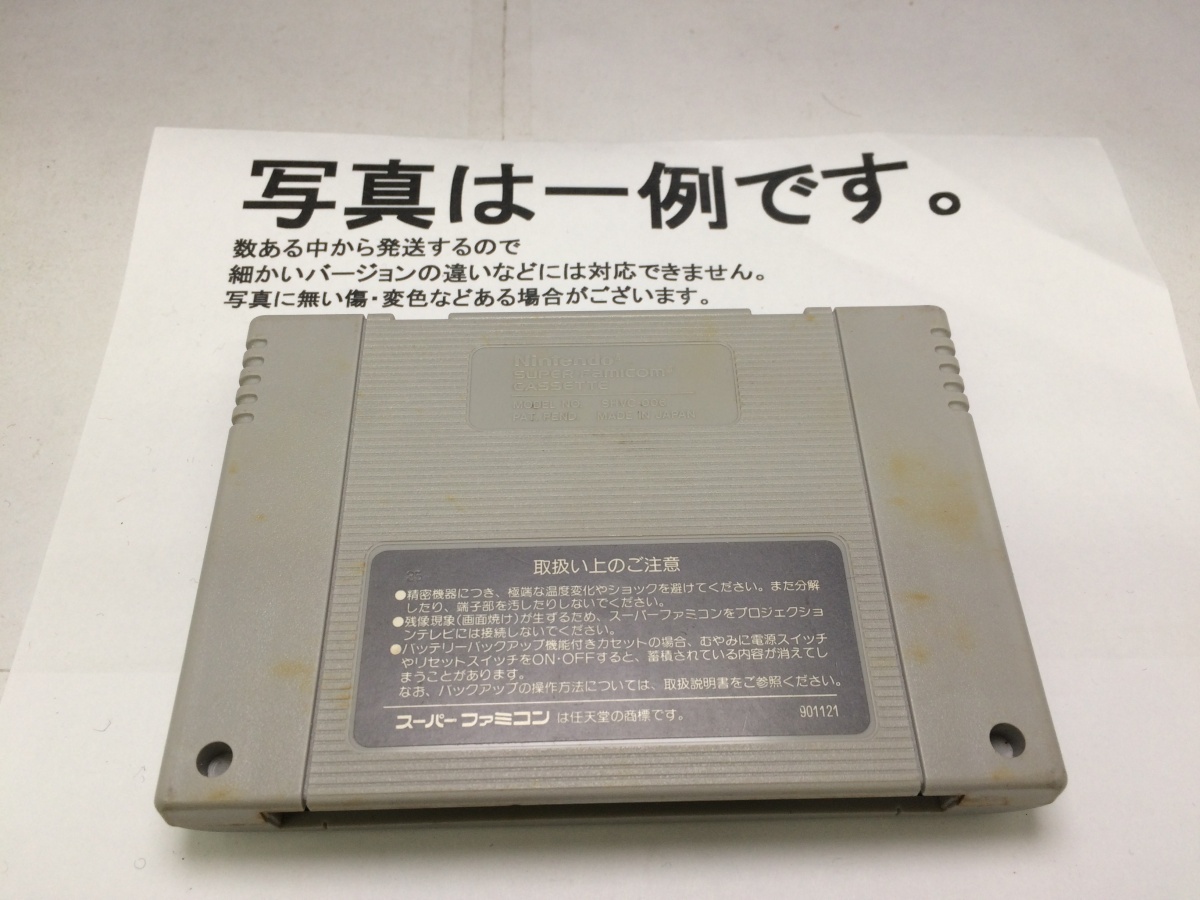 写真は一例です。
数ある中から発送するので
細かいバージョンの違いなどには対応できません。
写真に無い傷・変色などある場合がございます。
Nintendo
SUPER FAMICOM
CASSETTE
MODEL NO. SHVC-006
PAT. PEND. MADE IN JAPAN
取扱い上のご注意
●精密機器につき、極端な温度変化やショックを避けてください。また分解
したり、端子部を汚したりしないでください。
●残像現象(画面焼け)が生ずるため、スーパーファミコンをプロジェクショ
ンテレビには接続しないでください。
●バッテリーバックアップ機能付きカセットの場合、むやみに電源スイッチ
やリセットスイッチをON・OFFすると、蓄積されている内容が消えてし
まうことがあります。
なお、バックアップの操作方法については、取扱説明書をご参照ください。
スーパーファミコン は任天堂の商標です。 901121